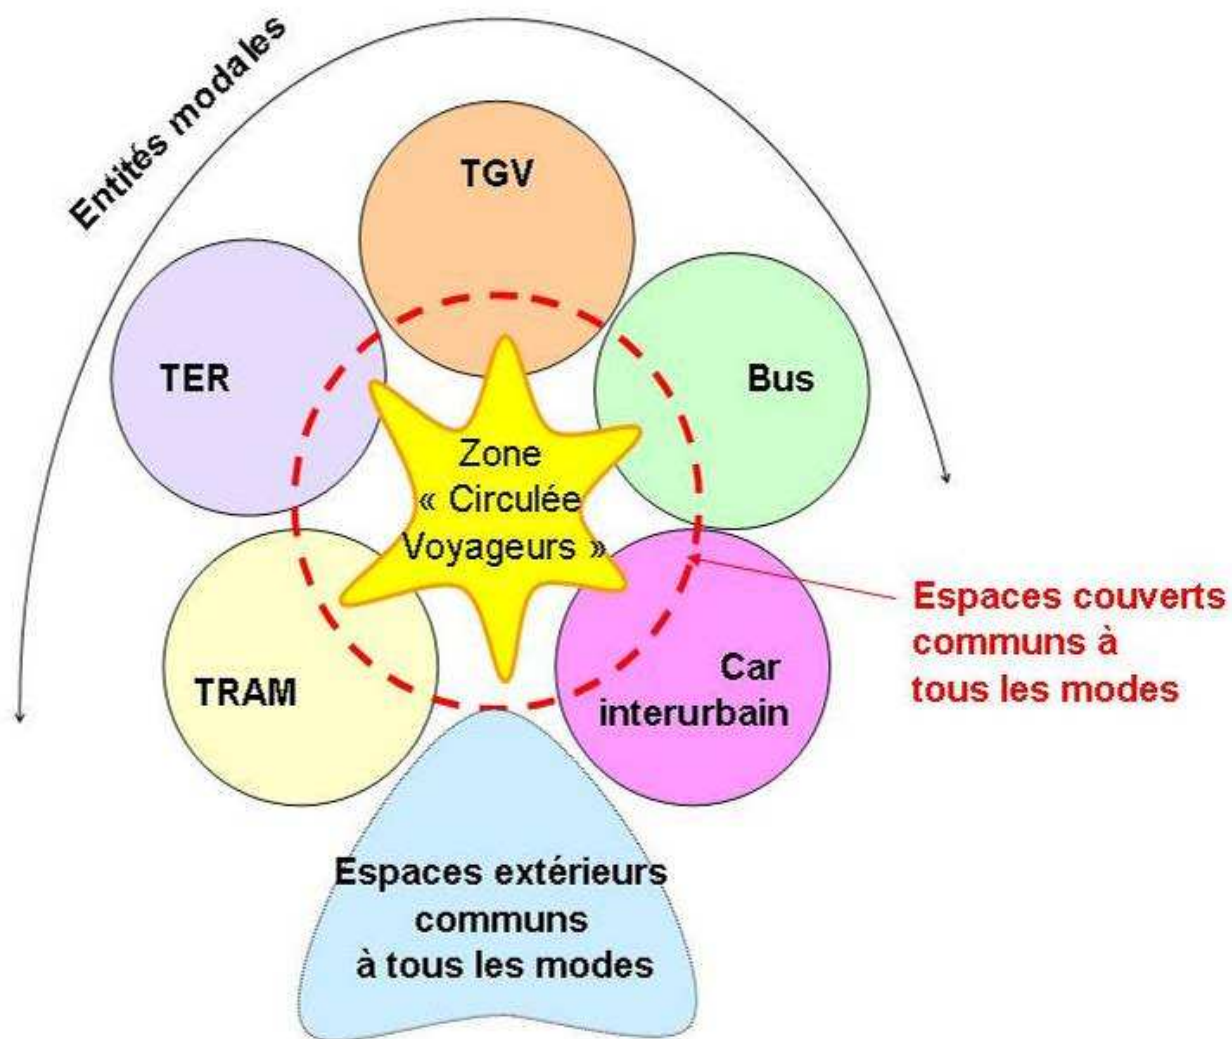 Entités modales
TGV
TER
Bus
Zone
« Circulée
Voyageurs »
Espaces couverts
communs à
tous les modes
TRAM
Car
interurbain
Espaces extérieurs
communs
à tous les modes